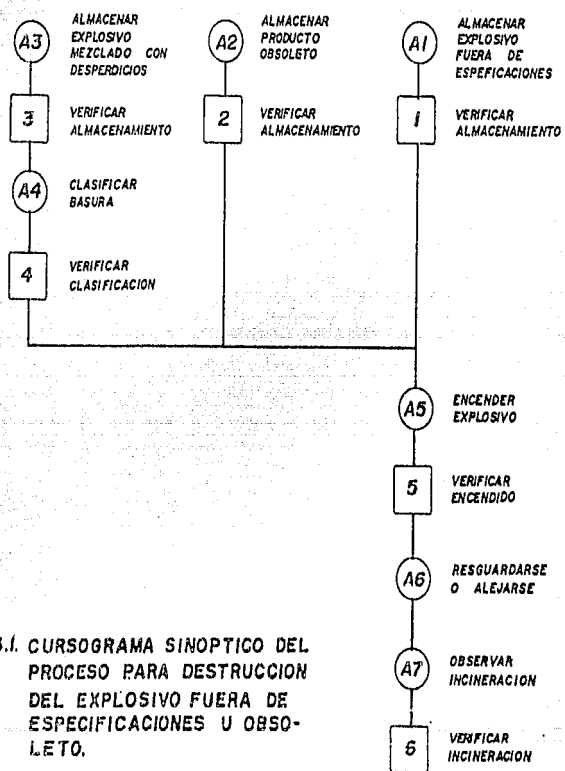 A3
ALMACENAR
EXPLOSIVO
MEZCLADO CON
DESPERDICIOS
A2
ALMACENAR
PRODUCTO
OBSOLETO
A1
ALMACENAR
EXPLOSIVO
FUERA DE
ESPEFICACIONES
3
VERIFICAR
ALMACENAMIENTO
2
VERIFICAR
ALMACENAMIENTO
1
VERIFICAR
ALMACENAMIENTO
A4
CLASIFICAR
BASURA
4
VERIFICAR
CLASIFICACION
A5
ENCENDER
EXPLOSIVO
5
VERIFICAR
ENCENDIDO
A6
RESGUARDARSE
O ALEJARSE
A7
OBSERVAR
INCINERACION
6
VERIFICAR
INCINERACION
.1. CURSOGRAMA SINOPTICO DEL
PROCESO PARA DESTRUCCION
DEL EXPLOSIVO FUERA DE
ESPECIFICACIONES U OBSO-
LETO.